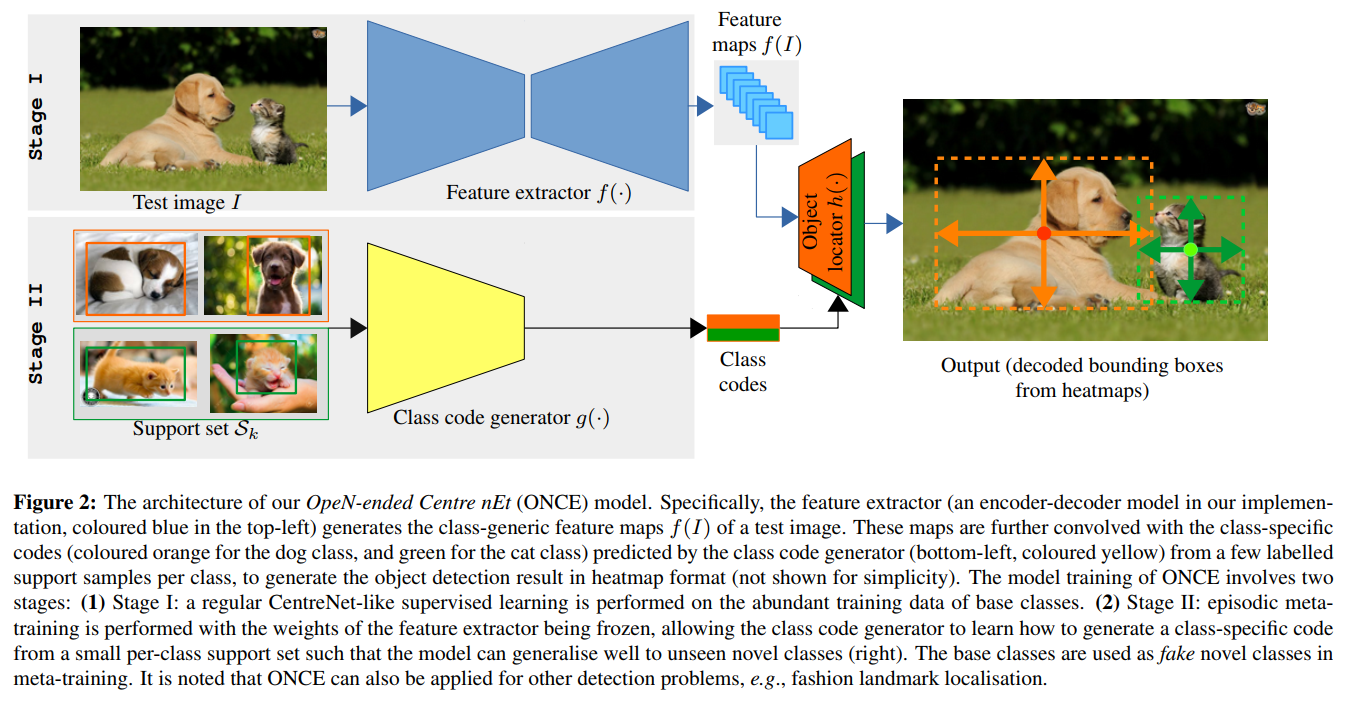 Stage I
Test image I
Feature extractor f(·)
Feature
maps f(I)
Object
locator h(·)
Stage II
Support set 𝒮ₖ
Class code generator g(·)
Class
codes
Output (decoded bounding boxes
from heatmaps)
Figure 2: The architecture of our OpeN-ended Centre nEt (ONCE) model. Specifically, the feature extractor (an encoder-decoder model in our implemen-
tation, coloured blue in the top-left) generates the class-generic feature maps f(I) of a test image. These maps are further convolved with the class-specific
codes (coloured orange for the dog class, and green for the cat class) predicted by the class code generator (bottom-left, coloured yellow) from a few labelled
support samples per class, to generate the object detection result in heatmap format (not shown for simplicity). The model training of ONCE involves two
stages: (1) Stage I: a regular CentreNet-like supervised learning is performed on the abundant training data of base classes. (2) Stage II: episodic meta-
training is performed with the weights of the feature extractor being frozen, allowing the class code generator to learn how to generate a class-specific code
from a small per-class support set such that the model can generalise well to unseen novel classes (right). The base classes are used as fake novel classes in
meta-training. It is noted that ONCE can also be applied for other detection problems, e.g., fashion landmark localisation.